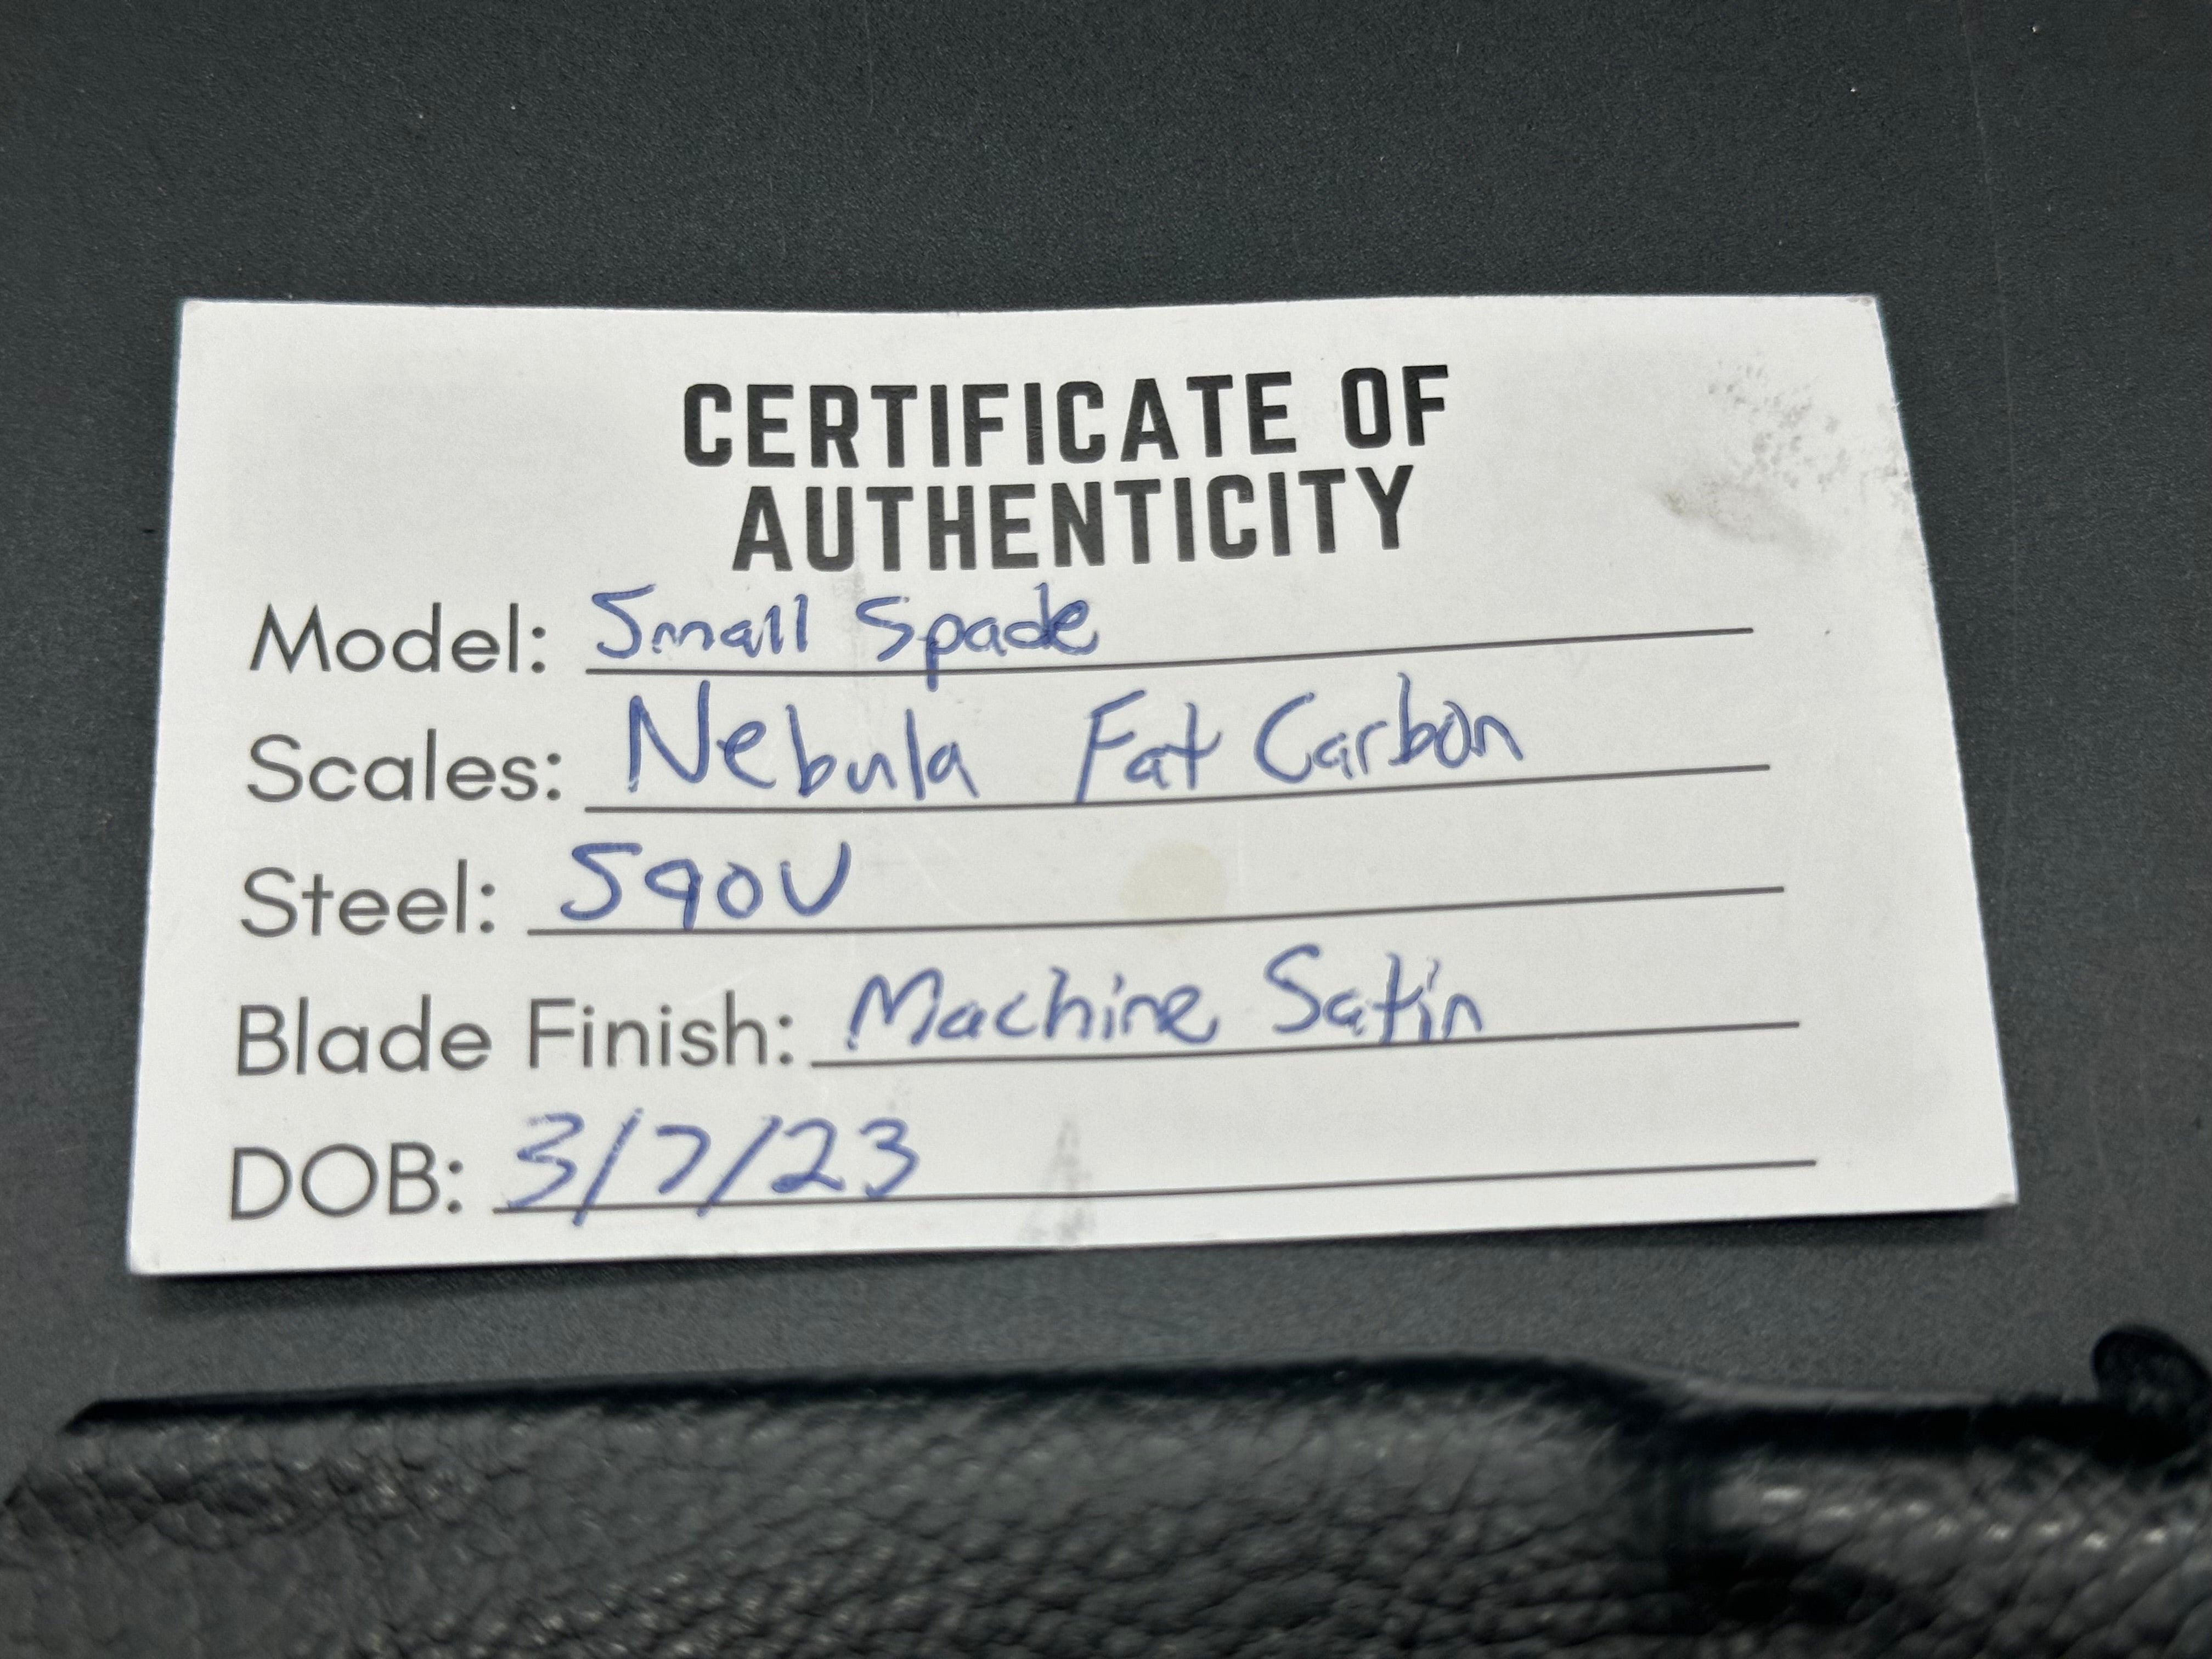 CERTIFICATE OF
AUTHENTICITY
Model: Small Spade
Scales: Nebula Fat Carbon
Steel: S90V
Blade Finish: Machine Satin
DOB: 3/7/23